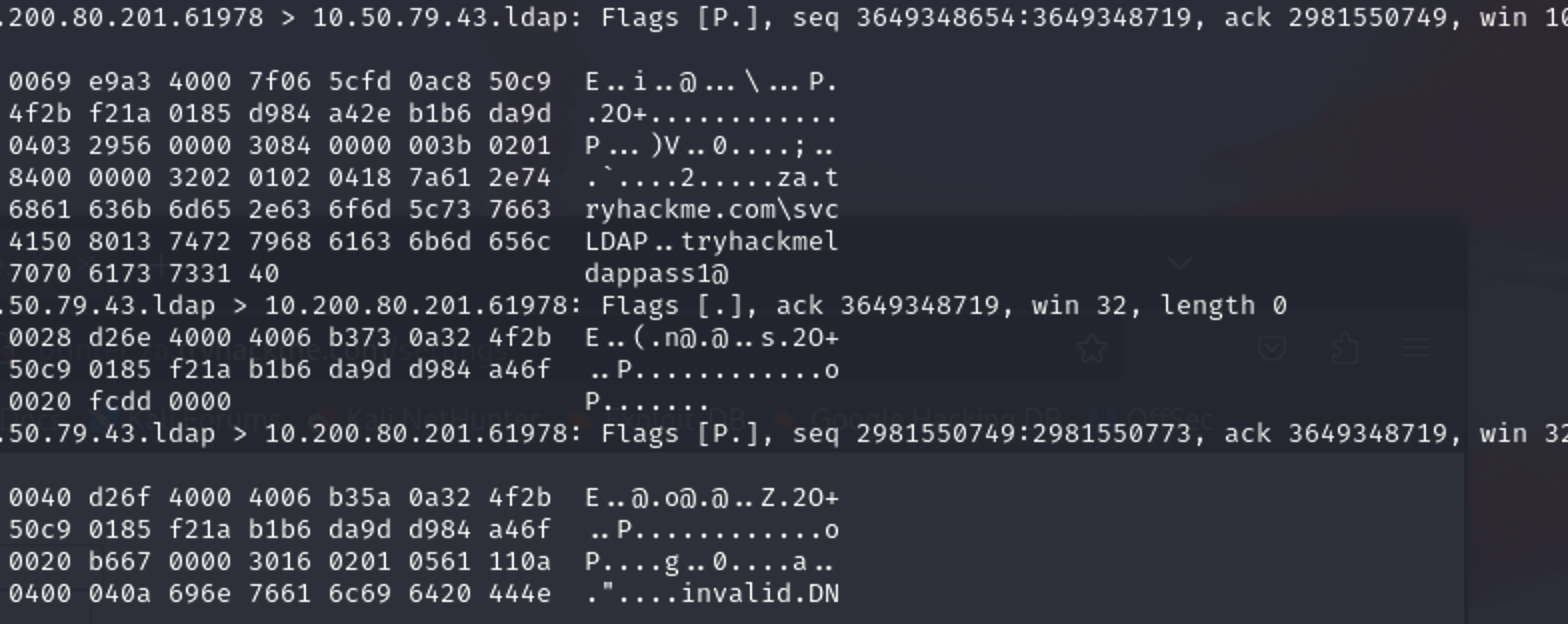 .200.80.201.61978 > 10.50.79.43.ldap: Flags [P.], seq 3649348654:3649348719, ack 2981550749, win 10
0069 e9a3 4000 7f06 5cfd 0ac8 50c9  E..i..@...\...P.
4f2b f21a 0185 d984 a42e b1b6 da9d  .2O+............
0403 2956 0000 3084 0000 003b 0201  P...)V..0....;..
8400 0000 3202 0102 0418 7a61 2e74  .`....2.....za.t
6861 636b 6d65 2e63 6f6d 5c73 7663  ryhackme.com\svc
4150 8013 7472 7968 6163 6b6d 656c  LDAP..tryhackmel
7070 6173 7331 40  dappass1@
.50.79.43.ldap > 10.200.80.201.61978: Flags [.], ack 3649348719, win 32, length 0
0028 d26e 4000 4006 b373 0a32 4f2b  E..(.n@.@..s.2O+
50c9 0185 f21a b1b6 da9d d984 a46f  ..P............o
0020 fcdd 0000  P.......
.50.79.43.ldap > 10.200.80.201.61978: Flags [P.], seq 2981550749:2981550773, ack 3649348719, win 32
0040 d26f 4000 4006 b35a 0a32 4f2b  E..@.o@.@..Z.2O+
50c9 0185 f21a b1b6 da9d d984 a46f  ..P............o
0020 b667 0000 3016 0201 0561 110a  P....g..0....a..
0400 040a 696e 7661 6c69 6420 444e  ."....invalid.DN